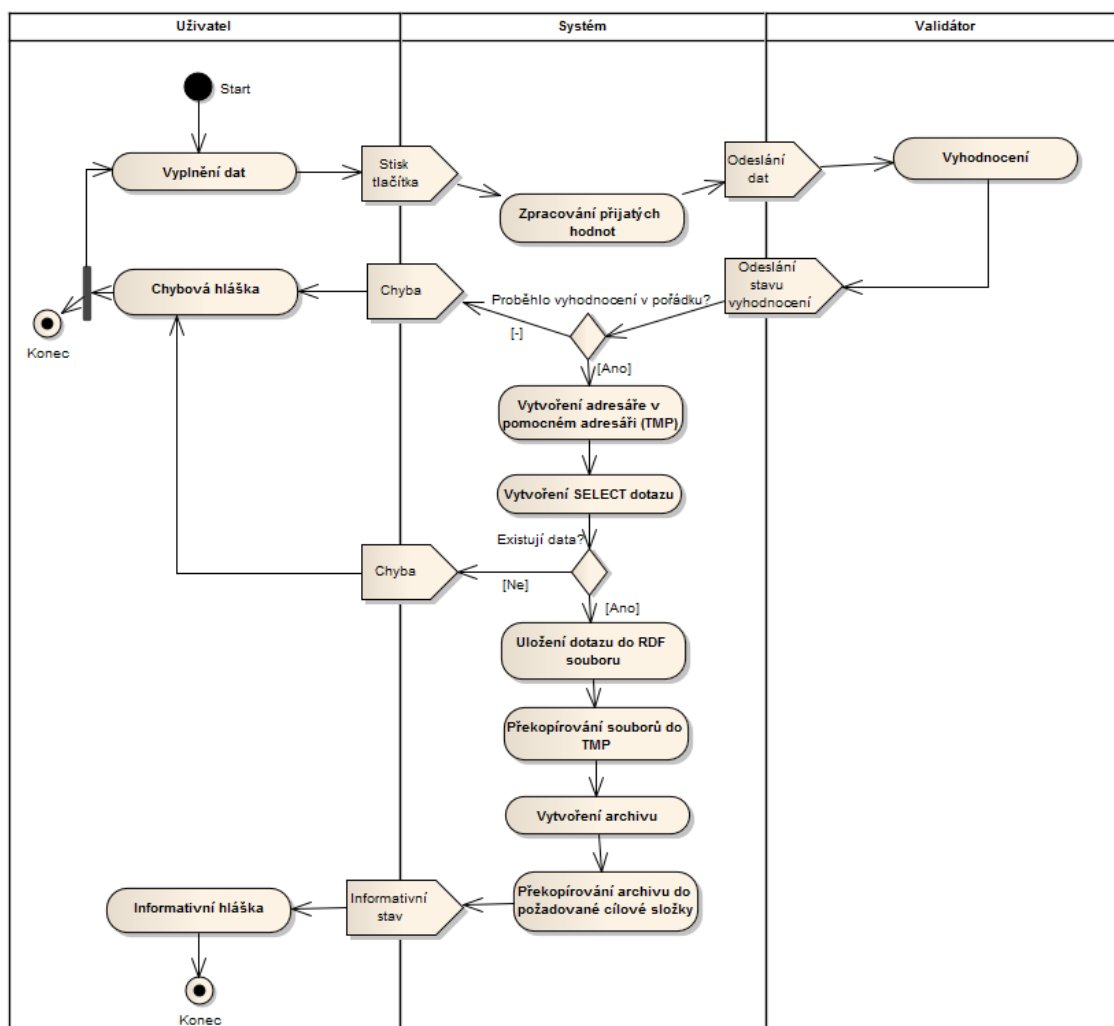 Uživatel
Systém
Validátor
Start
Vyplnění dat
Stisk
tlačítka
Zpracování přijatých
hodnot
Odeslání
dat
Vyhodnocení
Chybová hláška
Chyba
Proběhlo vyhodnocení v pořádku?
Odeslání
stavu
vyhodnocení
[-]
Konec
[Ano]
Vytvoření adresáře v
pomocném adresáři (TMP)
Vytvoření SELECT dotazu
Existují data?
Chyba
[Ne]
[Ano]
Uložení dotazu do RDF
souboru
Překopírování souborů do
TMP
Vytvoření archivu
Překopírování archivu do
požadované cílové složky
Informativní
stav
Informativní hláška
Konec